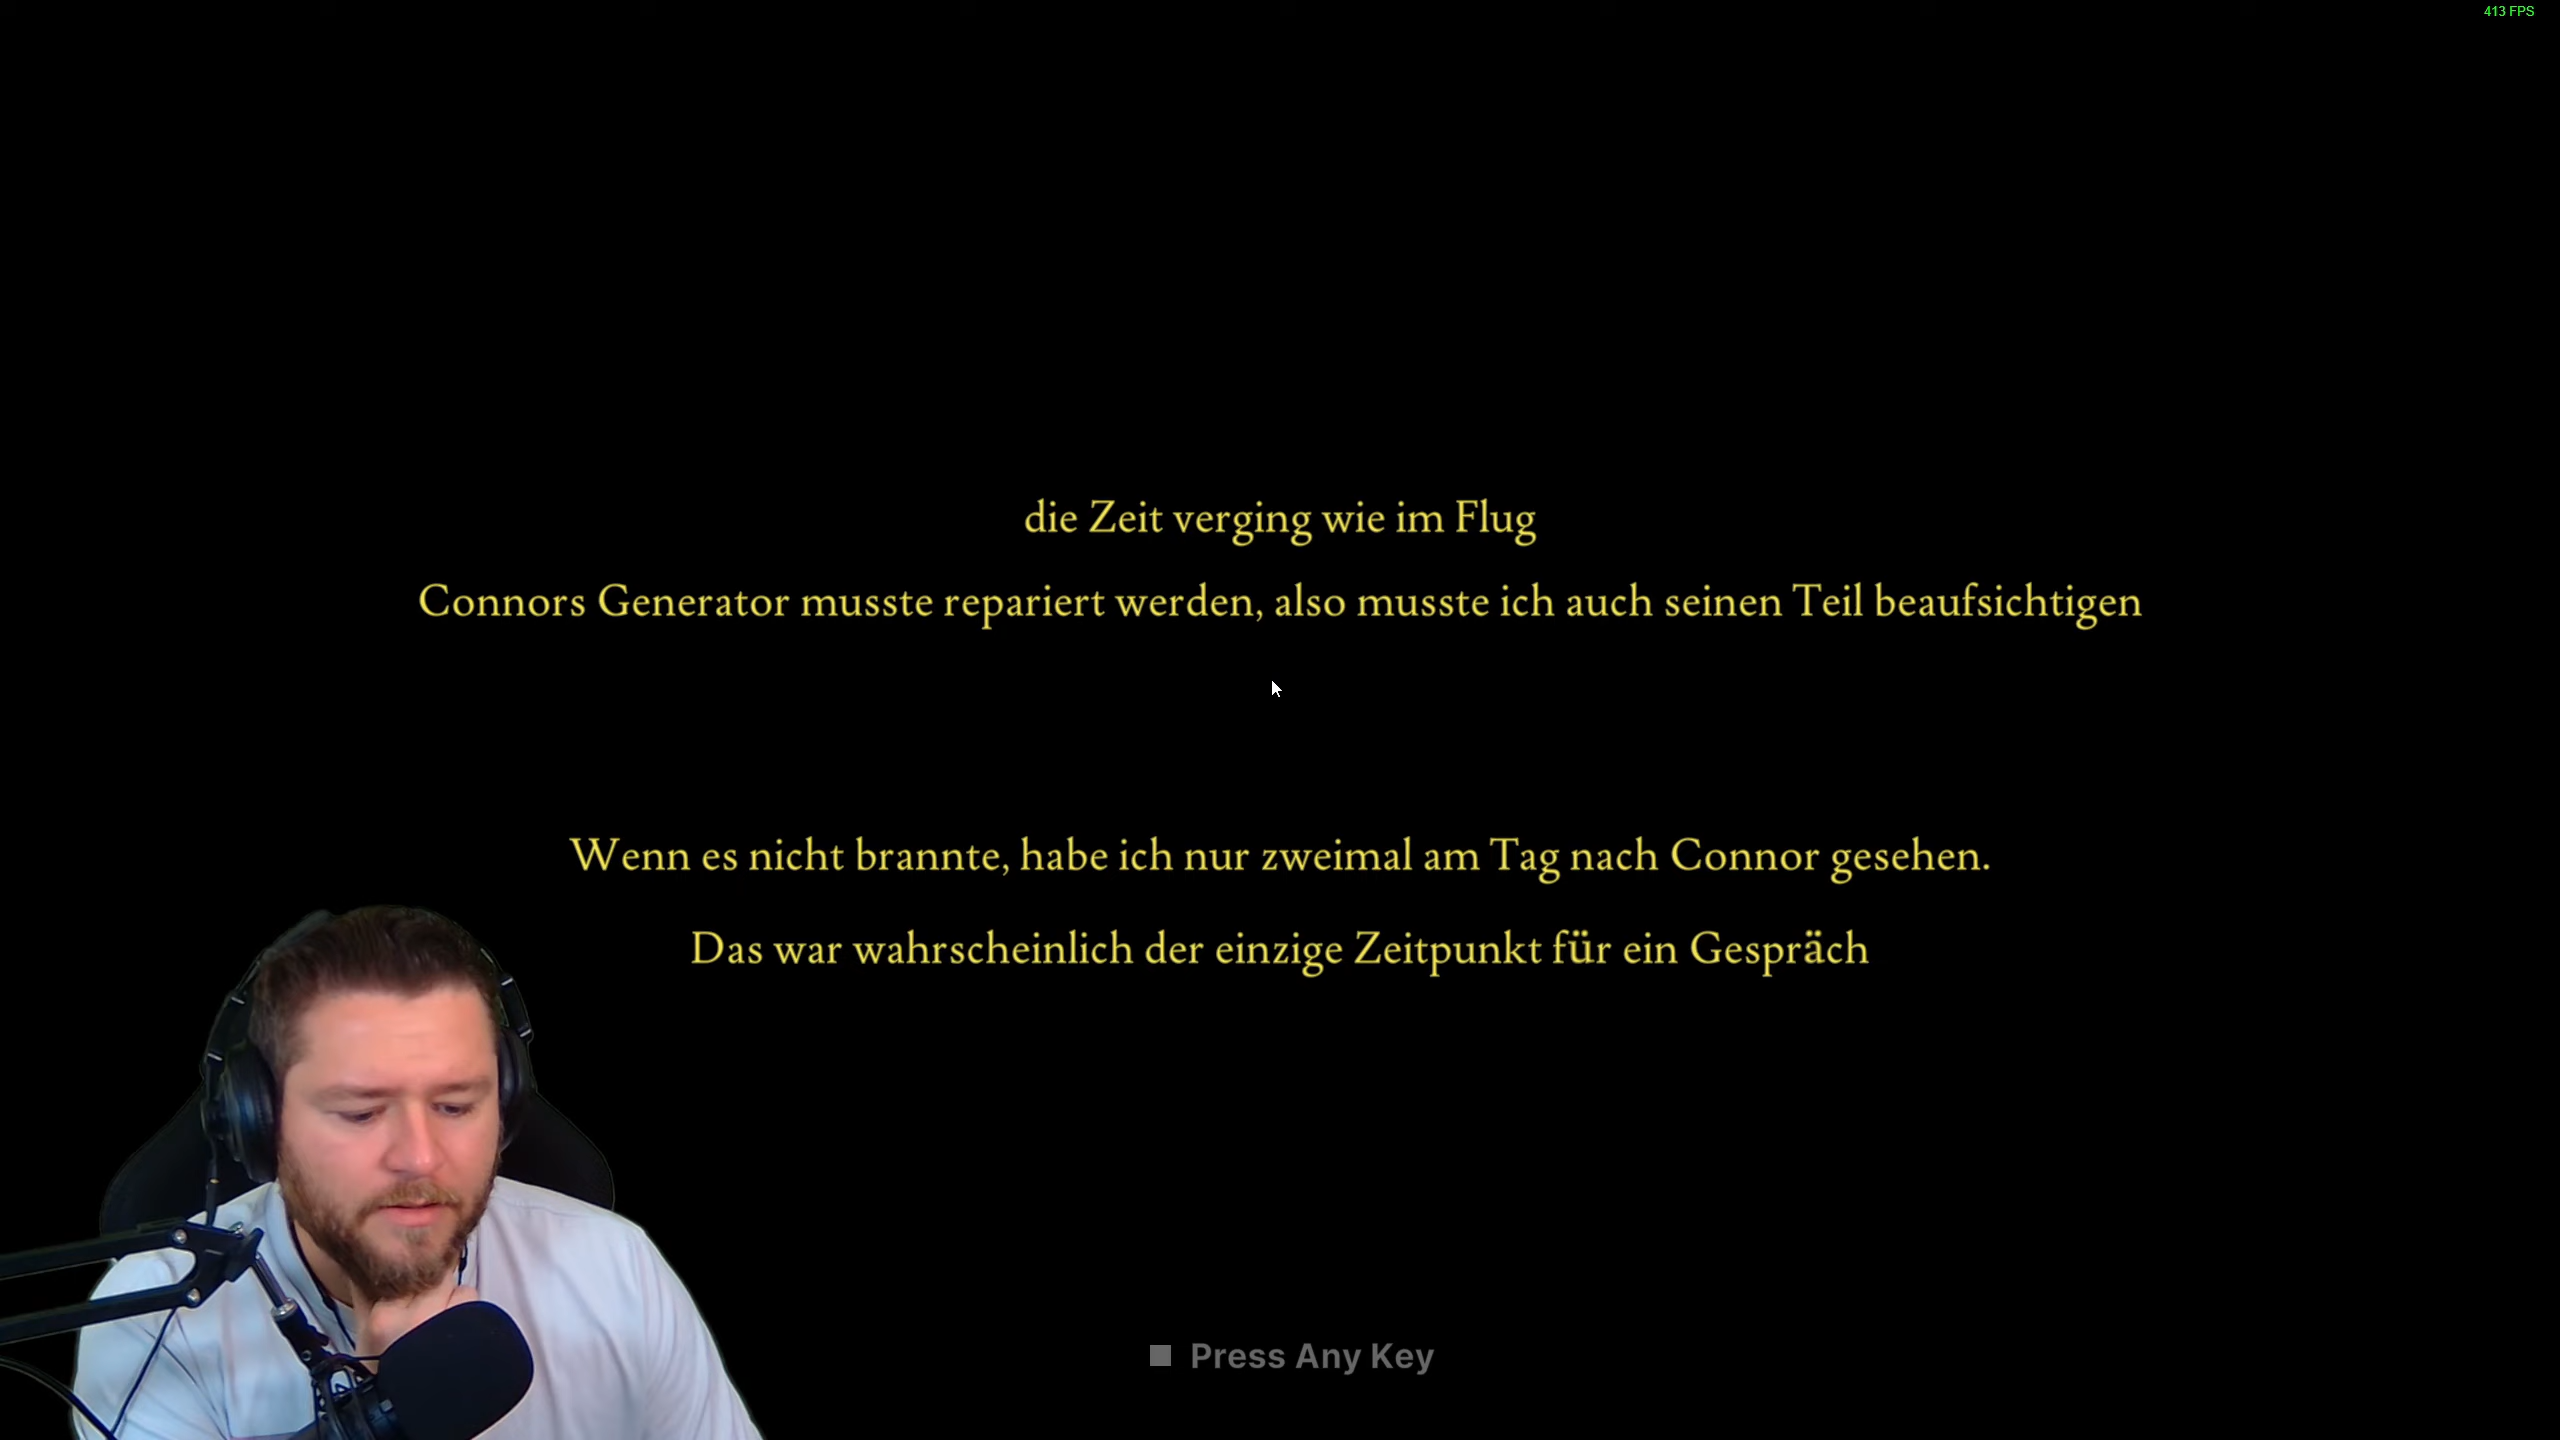 413 FPS
die Zeit verging wie im Flug
Connors Generator musste repariert werden, also musste ich auch seinen Teil beaufsichtigen
Wenn es nicht brannte, habe ich nur zweimal am Tag nach Connor gesehen.
Das war wahrscheinlich der einzige Zeitpunkt für ein Gespräch
Press Any Key